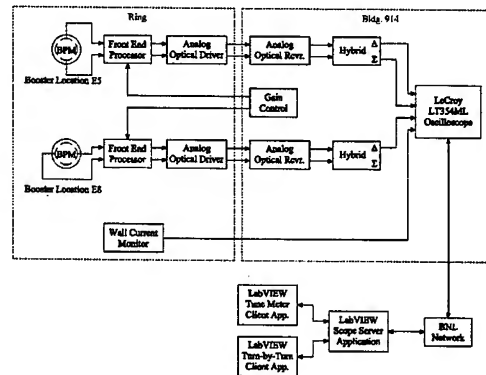 Ring
Bldg. 914
BPM
Front End
Processor
Analog
Optical Driver
Analog
Optical Rcvr.
Hybrid
Δ
Σ
Booster Location E5
Gain
Control
LeCroy
LT354ML
Oscilloscope
BPM
Front End
Processor
Analog
Optical Driver
Analog
Optical Rcvr.
Hybrid
Δ
Σ
Booster Location E8
Wall Current
Monitor
LabVIEW
Tune Meter
Client App.
LabVIEW
Scope Server
Application
BNL
Network
LabVIEW
Turn-by-Turn
Client App.